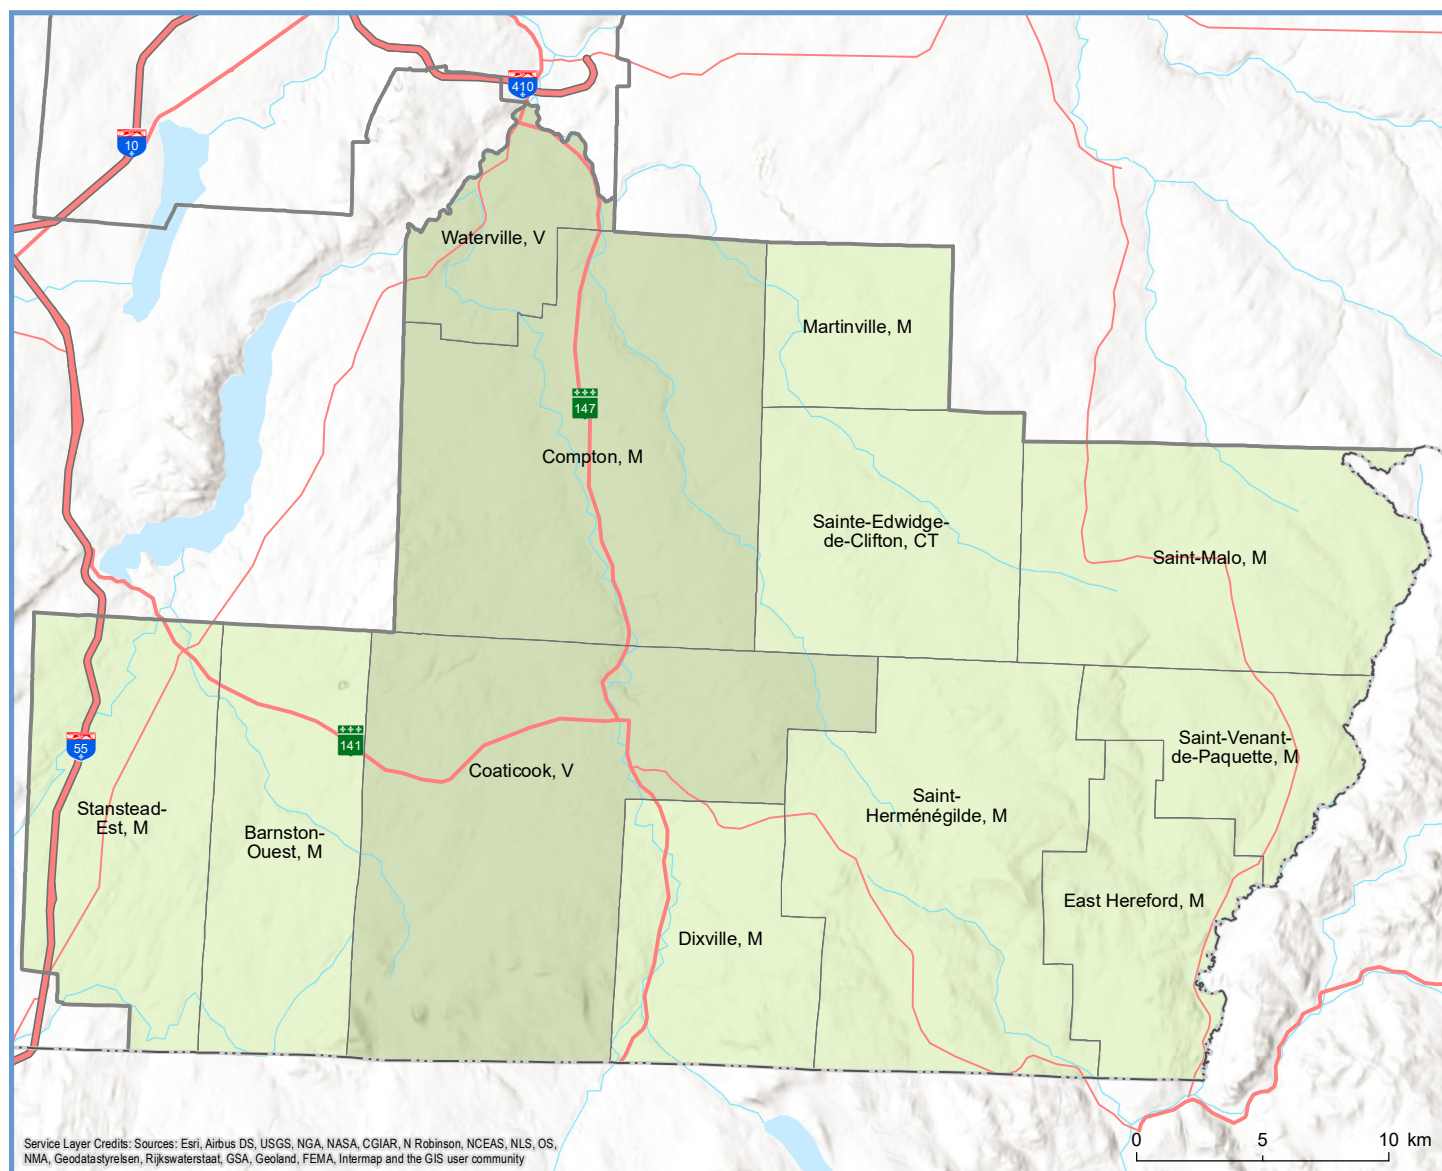 410
10
Waterville, V
Martinville, M
147
Compton, M
Sainte-Edwidge-
de-Clifton, CT
Saint-Malo, M
55
141
Coaticook, V
Saint-Venant-
de-Paquette, M
Stanstead-
Est, M
Barnston-
Ouest, M
Saint-
Herménégilde, M
East Hereford, M
Dixville, M
0 5 10 km
Service Layer Credits: Sources: Esri, Airbus DS, USGS, NGA, NASA, CGIAR, N Robinson, NCEAS, NLS, OS,
NMA, Geodatastyrelsen, Rijkswaterstaat, GSA, Geoland, FEMA, Intermap and the GIS user community